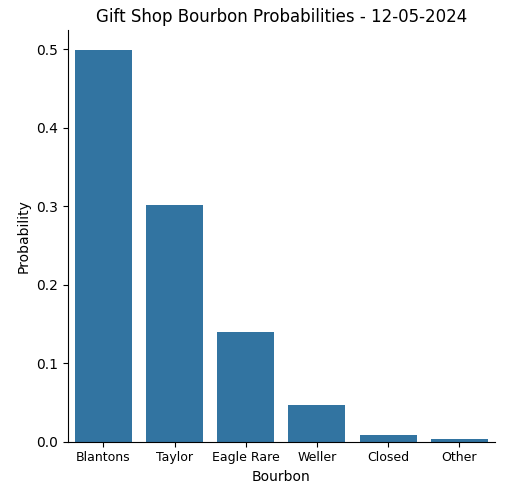 Gift Shop Bourbon Probabilities - 12-05-2024
0.5
0.4
0.3
0.2
0.1
0.0
Probability
Blantons Taylor Eagle Rare Weller Closed Other
Bourbon